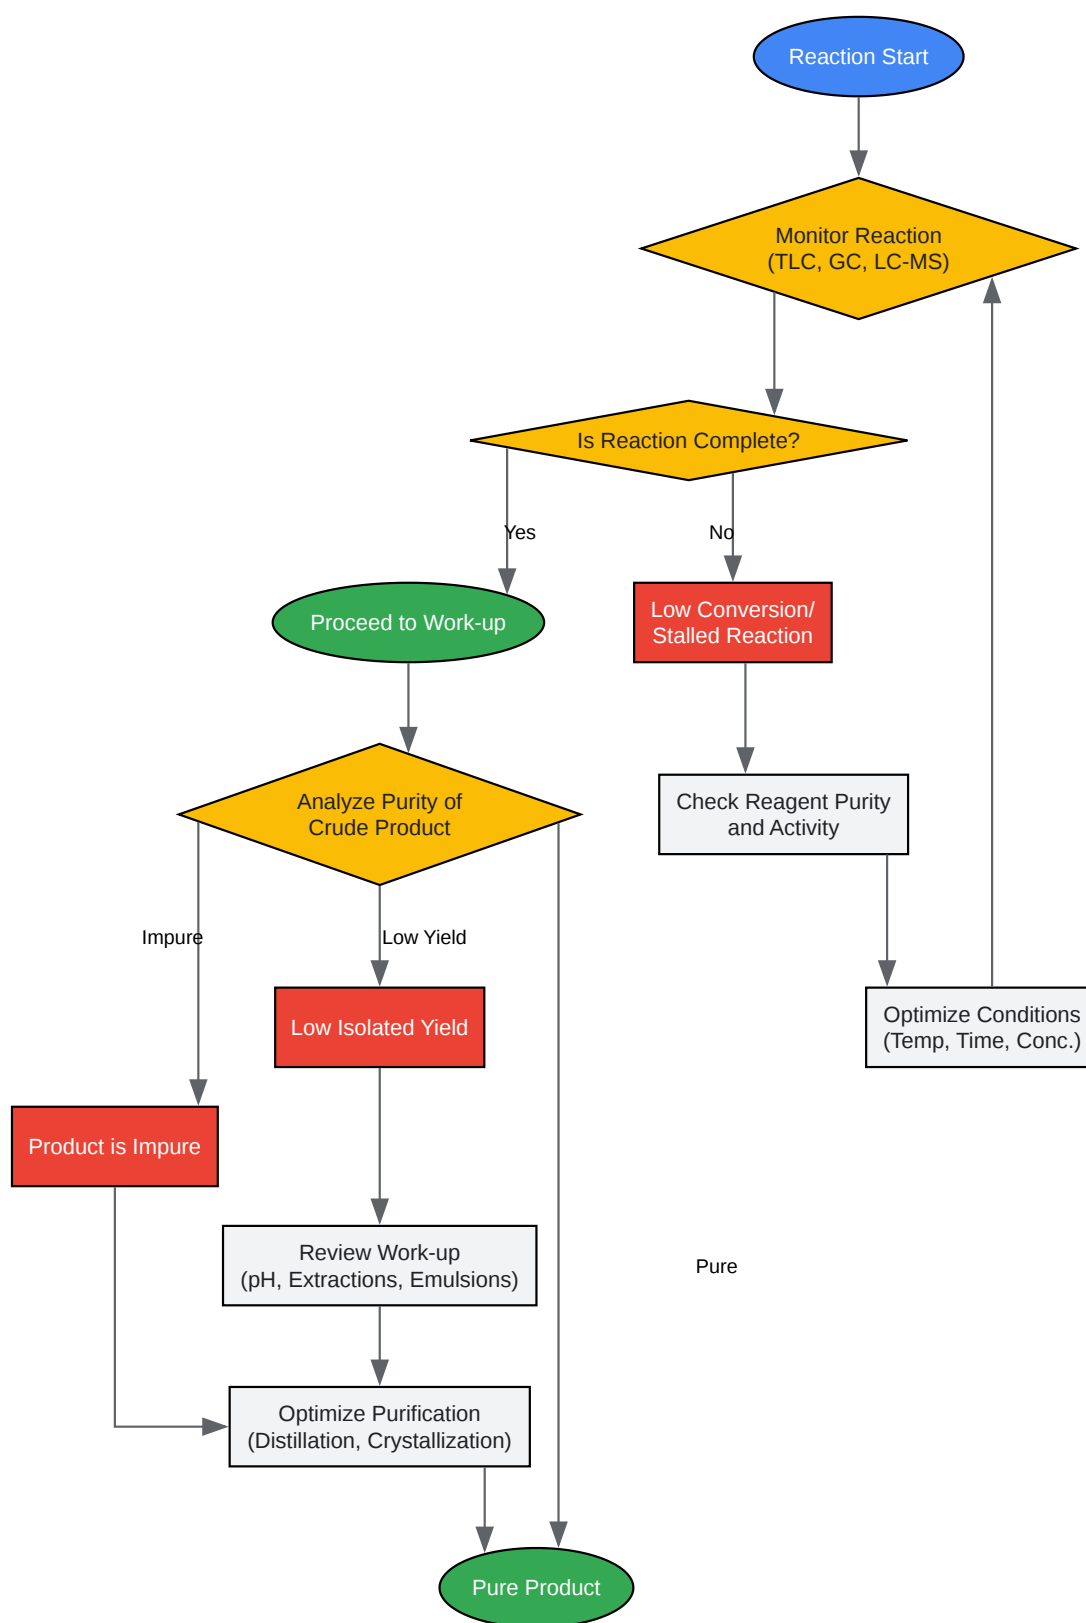 Reaction Start
Monitor Reaction
(TLC, GC, LC-MS)
Is Reaction Complete?
Yes
No
Proceed to Work-up
Low Conversion/
Stalled Reaction
Analyze Purity of
Crude Product
Check Reagent Purity
and Activity
Impure
Low Yield
Low Isolated Yield
Optimize Conditions
(Temp, Time, Conc.)
Product is Impure
Review Work-up
(pH, Extractions, Emulsions)
Pure
Optimize Purification
(Distillation, Crystallization)
Pure Product